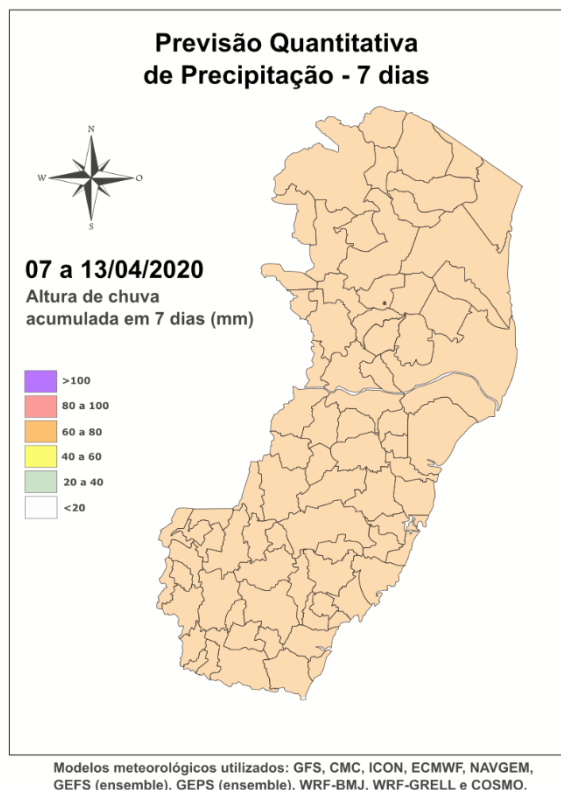 Previsão Quantitativa
de Precipitação - 7 dias
N
W
O
S
07 a 13/04/2020
Altura de chuva
acumulada em 7 dias (mm)
>100
80 a 100
60 a 80
40 a 60
20 a 40
<20
Modelos meteorológicos utilizados: GFS, CMC, ICON, ECMWF, NAVGEM,
GEFS (ensemble), GEPS (ensemble), WRF-BMJ, WRF-GRELL e COSMO.